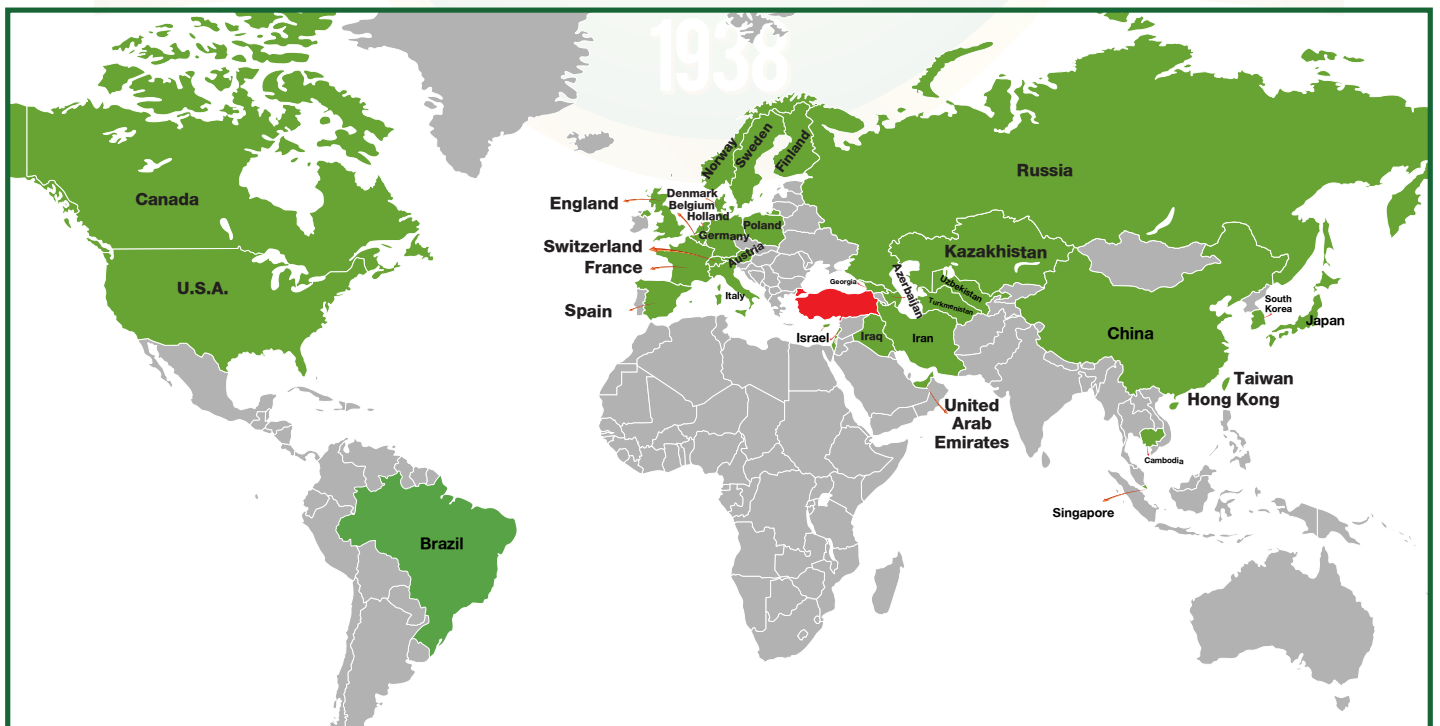 1938
Norway
Sweden
Finland
Russia
Canada
England
Denmark
Belgium
Holland
Poland
Germany
Switzerland
Austria
France
Kazakhstan
U.S.A.
Georgia
Azerbaijan
Uzbekistan
Turkmenistan
Italy
Spain
South
Korea
Japan
China
Israel
Iraq
Iran
Taiwan
Hong Kong
United
Arab
Emirates
Cambodia
Singapore
Brazil